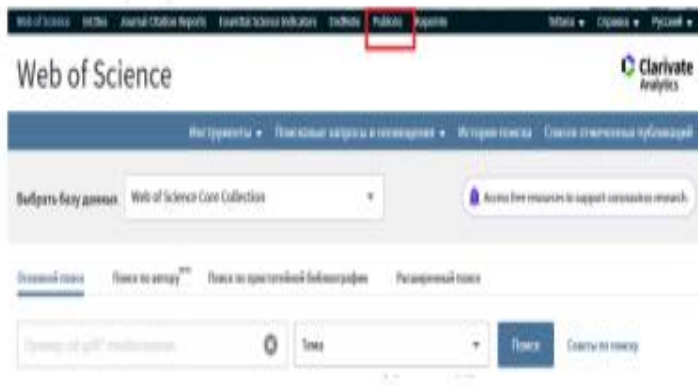 Web of Science InCites Journal Citation Reports Essential Science Indicators EndNote Publons Kopernio Tatiana Справка Русский
Web of Science
Clarivate
Analytics
Инструменты Поисковые запросы и оповещения История поиска Список отмеченных публикаций
Выбрать базу данных Web of Science Core Collection
Access free resources to support coronavirus research.
Основной поиск Поиск по автору Поиск по пристатейной библиографии Расширенный поиск
Тема Поиск Советы по поиску